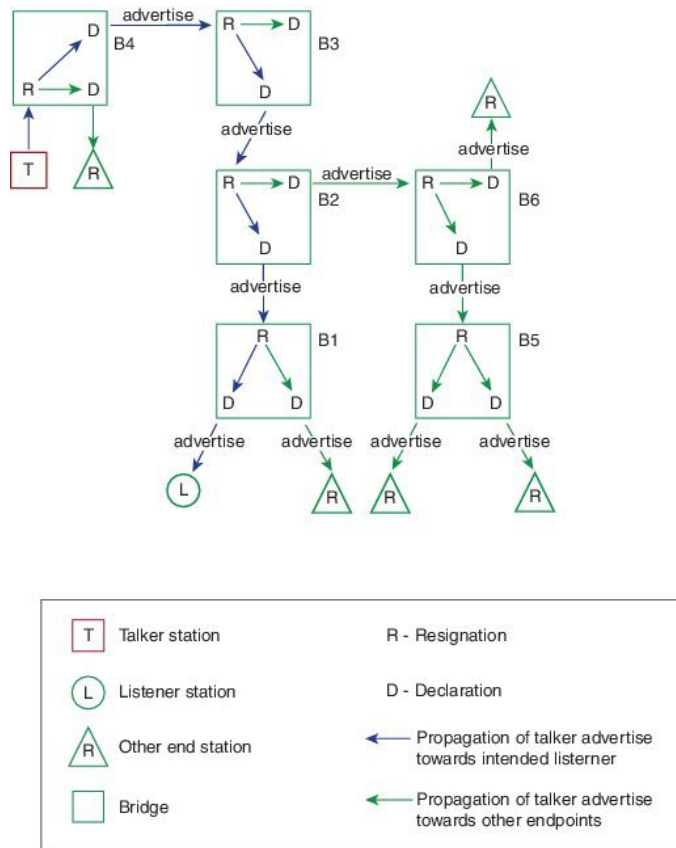 advertise
D
B4
R
D
T
R
R
D
B3
D
advertise
R
D
B2
D
advertise
R
advertise
R
D
B6
D
advertise
advertise
R
B1
D
D
R
B5
D
D
advertise
advertise
advertise
advertise
L
R
R
R
T Talker station
R - Resignation
L Listener station
D - Declaration
R Other end station
Propagation of talker advertise
towards intended listerner
Bridge
Propagation of talker advertise
towards other endpoints